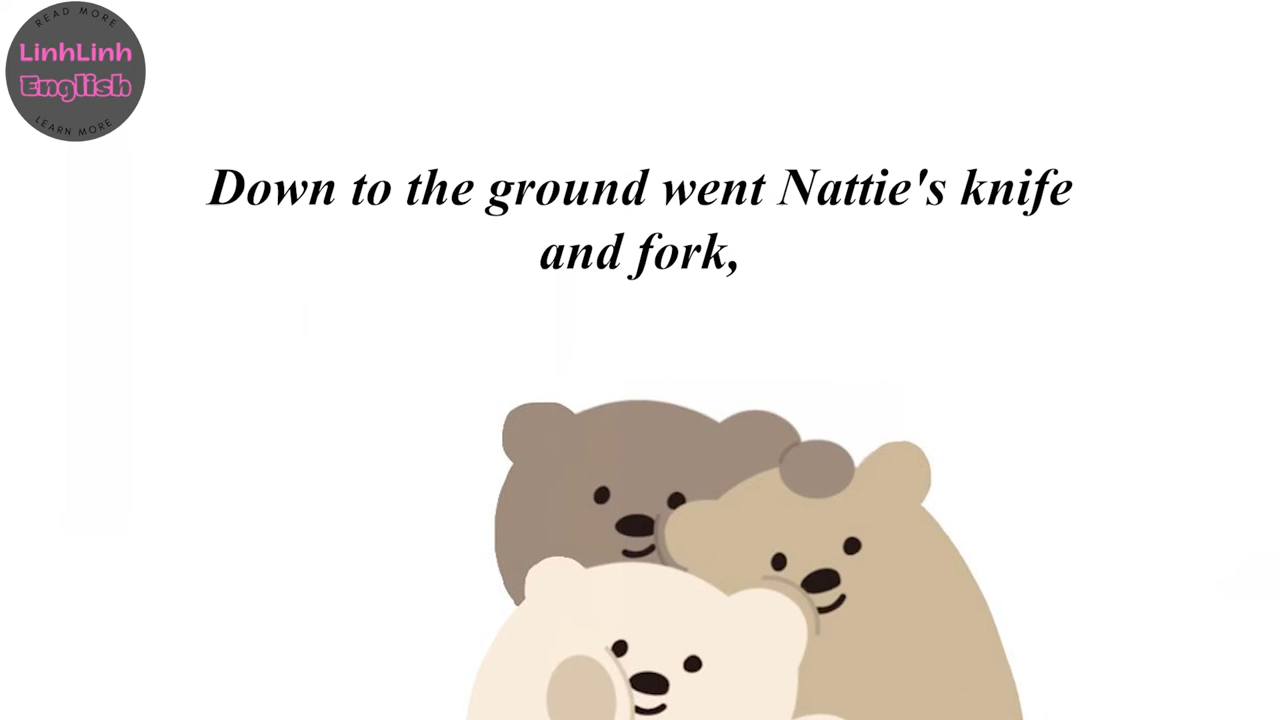 READ MORE
LinhLinh
English
LEARN MORE
Down to the ground went Nattie's knife
and fork,